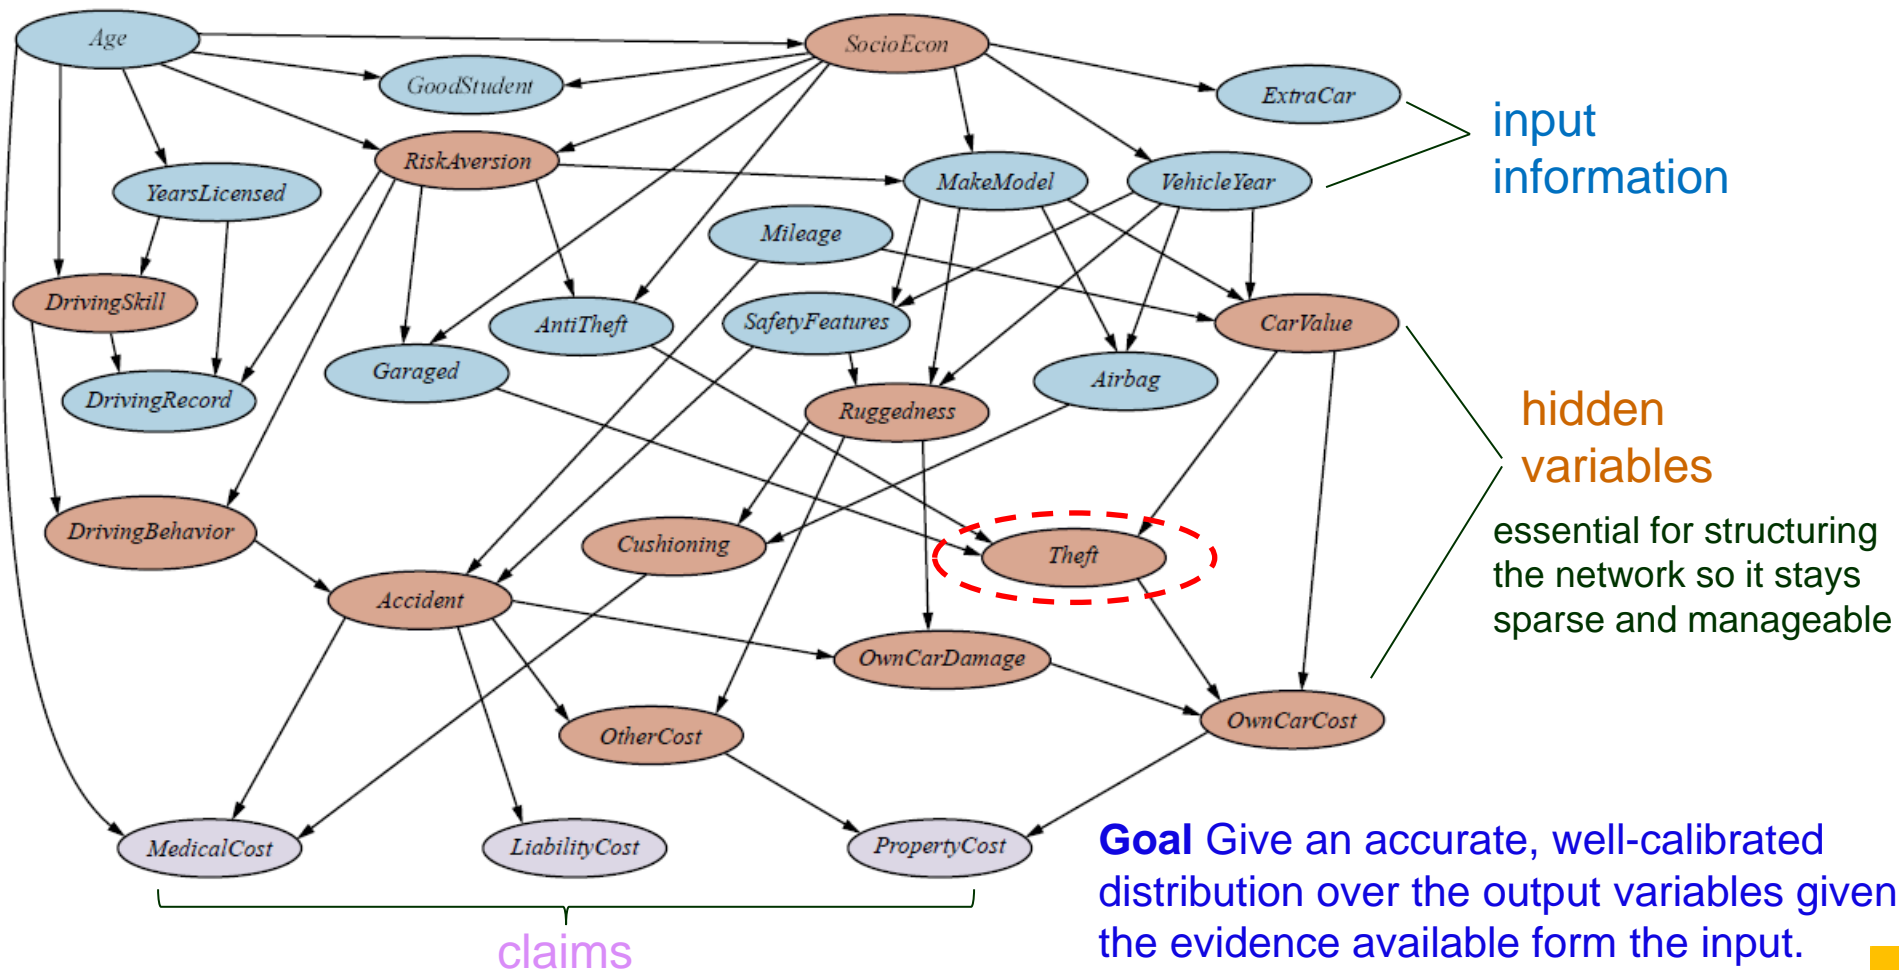 Age
SocioEcon
GoodStudent
ExtraCar
input
information
RiskAversion
MakeModel
VehicleYear
YearsLicensed
Mileage
DrivingSkill
AntiTheft
SafetyFeatures
CarValue
Garaged
Airbag
DrivingRecord
Ruggedness
hidden
variables
essential for structuring
the network so it stays
sparse and manageable
DrivingBehavior
Cushioning
Theft
Accident
OwnCarDamage
OtherCost
OwnCarCost
MedicalCost
LiabilityCost
PropertyCost
claims
Goal Give an accurate, well-calibrated
distribution over the output variables given
the evidence available form the input.